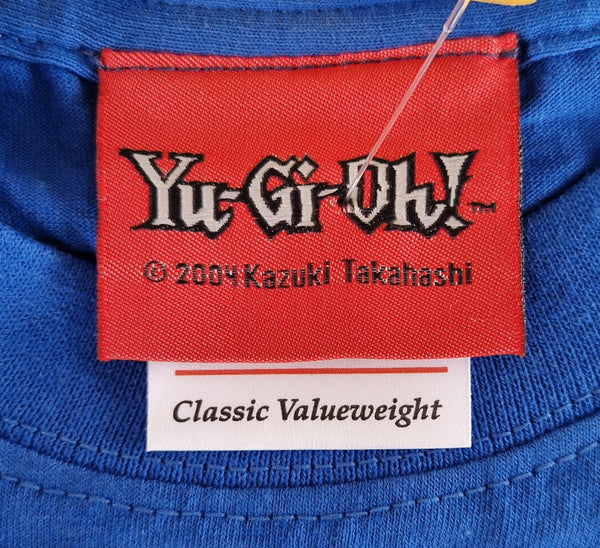 Yu-Gi-Oh!™
© 2004 Kazuki Takahashi
Classic Valueweight